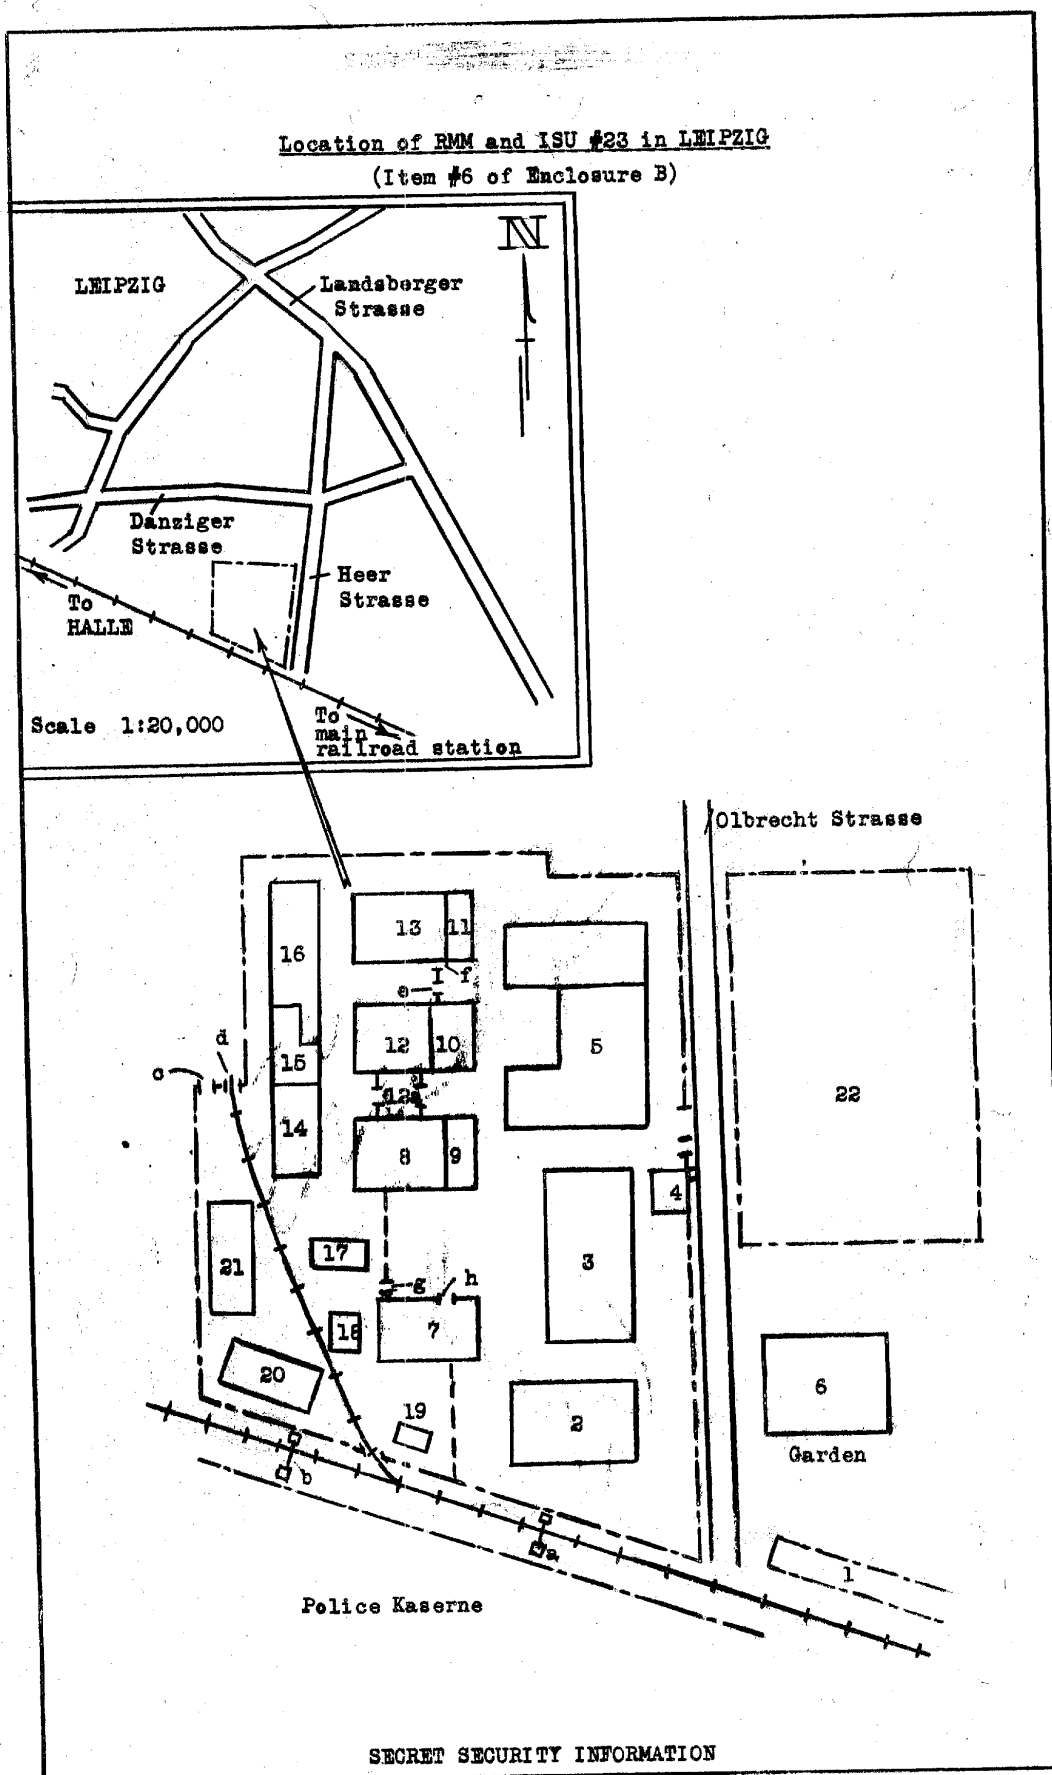 Location of RMM and ISU #23 in LEIPZIG
(Item #6 of Enclosure B)
N
LEIPZIG
Landsberger
Strasse
Danziger
Strasse
Heer
Strasse
To
HALLE
Scale 1:20,000
To
main
railroad station
Olbrecht Strasse
13
11
16
f
e
d
12
10
5
15
c
12a
22
14
8
9
4
17
21
3
g
h
18
7
20
6
19
2
Garden
b
a
1
Police Kaserne
SECRET SECURITY INFORMATION